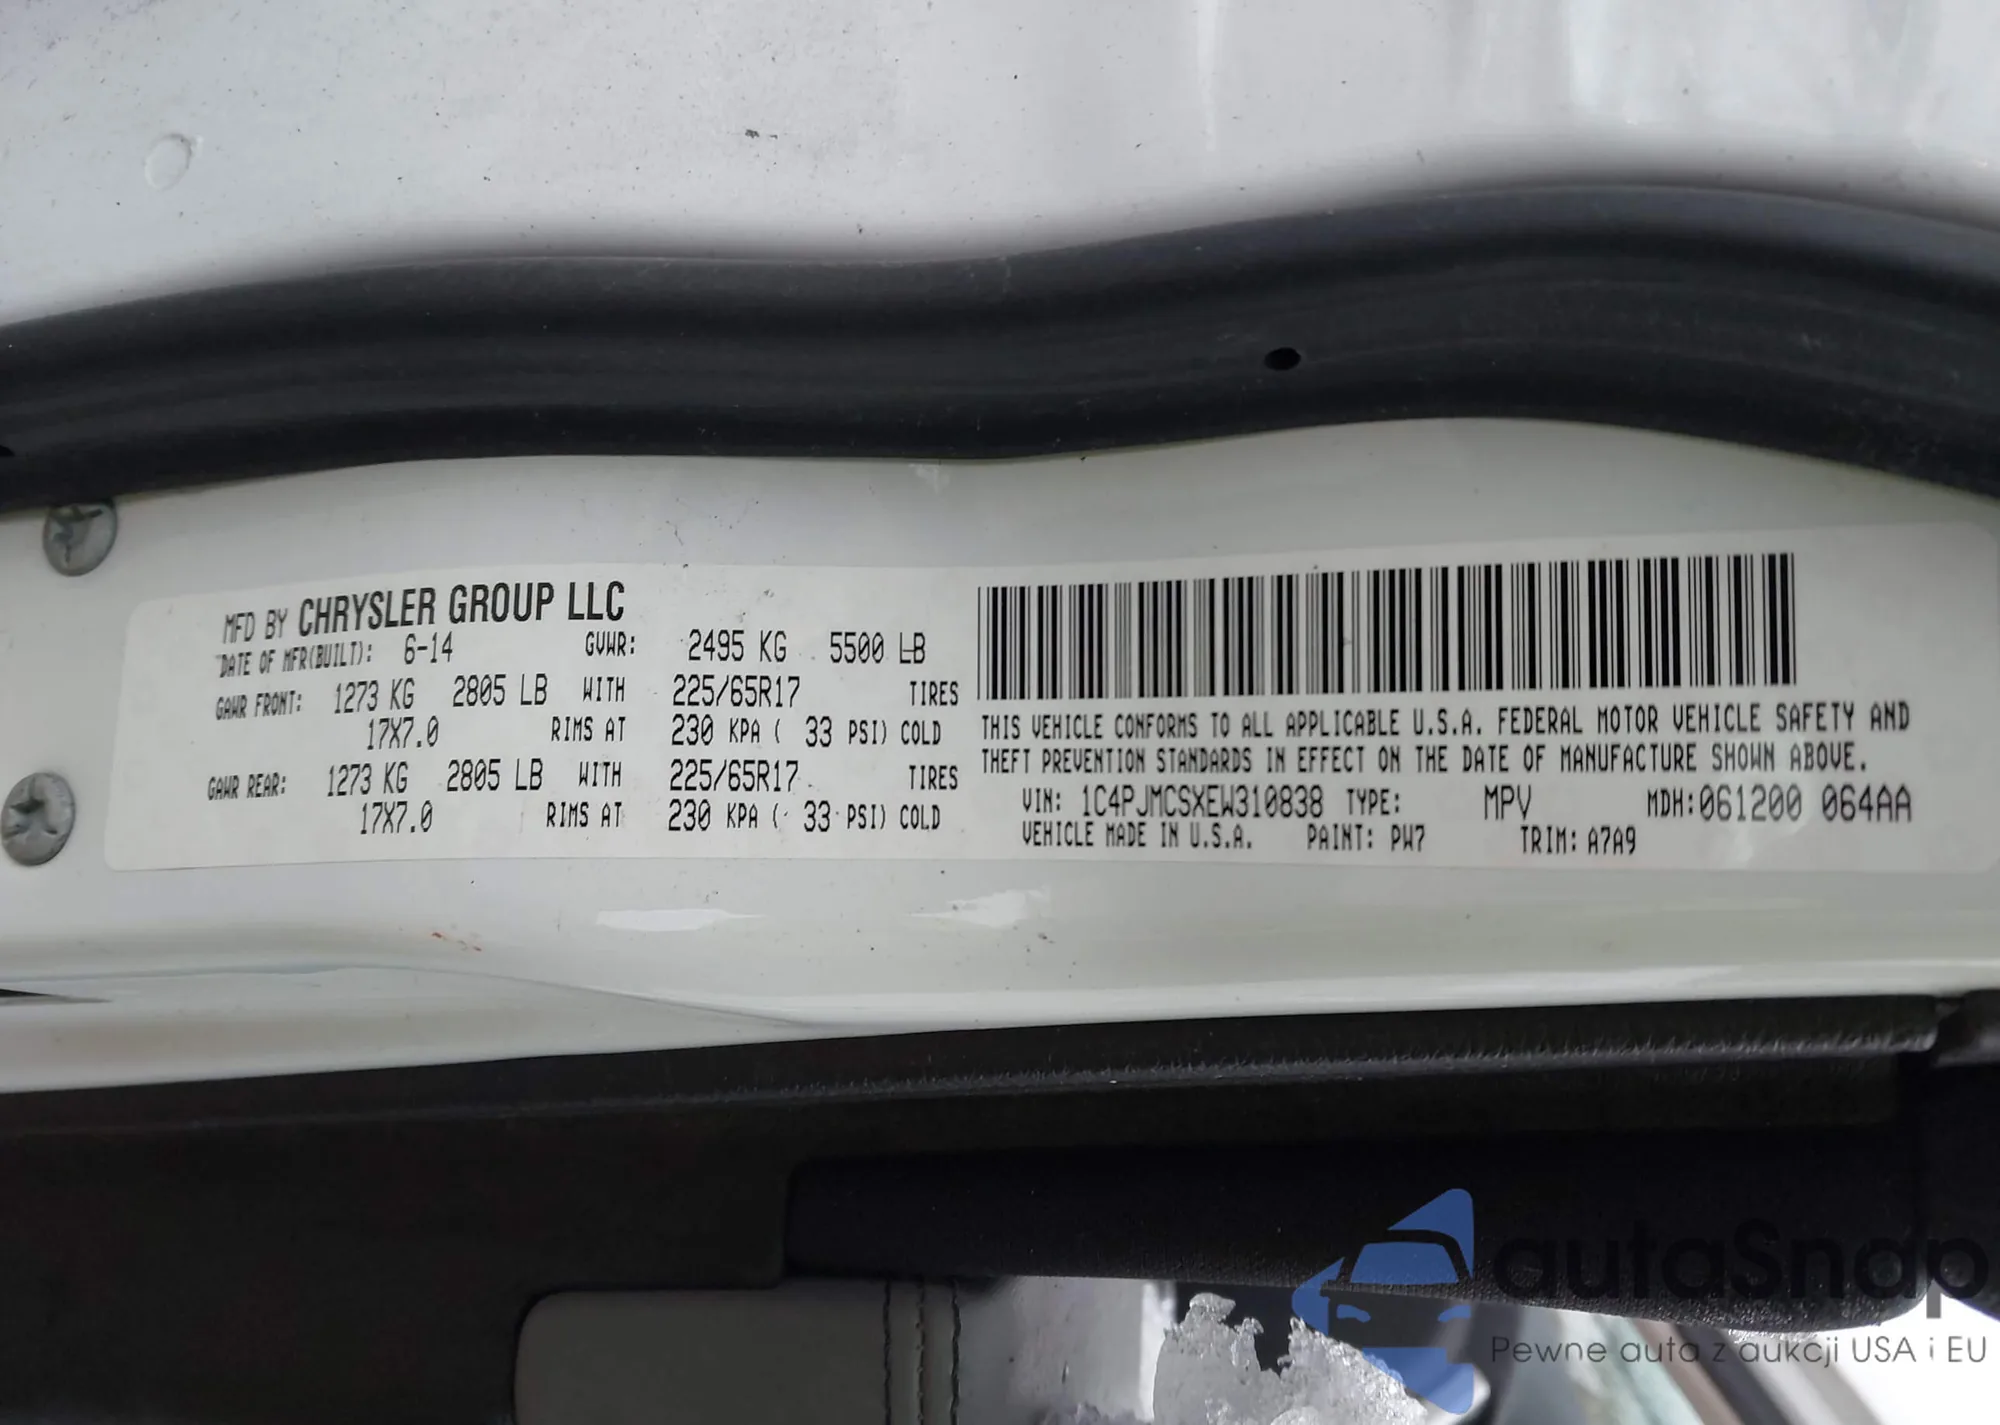 MFD BY CHRYSLER GROUP LLC
DATE OF MFR(BUILT): 6-14 GVWR: 2495 KG 5500 LB
GAWR FRONT: 1273 KG 2805 LB WITH 225/65R17 TIRES
17X7.0 RIMS AT 230 KPA ( 33 PSI) COLD
GAWR REAR: 1273 KG 2805 LB WITH 225/65R17 TIRES
17X7.0 RIMS AT 230 KPA ( 33 PSI) COLD
THIS VEHICLE CONFORMS TO ALL APPLICABLE U.S.A. FEDERAL MOTOR VEHICLE SAFETY AND
THEFT PREVENTION STANDARDS IN EFFECT ON THE DATE OF MANUFACTURE SHOWN ABOVE.
VIN: 1C4PJMCSXEW310838 TYPE: MPV MDH:061200 064AA
VEHICLE MADE IN U.S.A. PAINT: PW7 TRIM: A7A9
autaSnap
Pewne auta z aukcji USA i EU